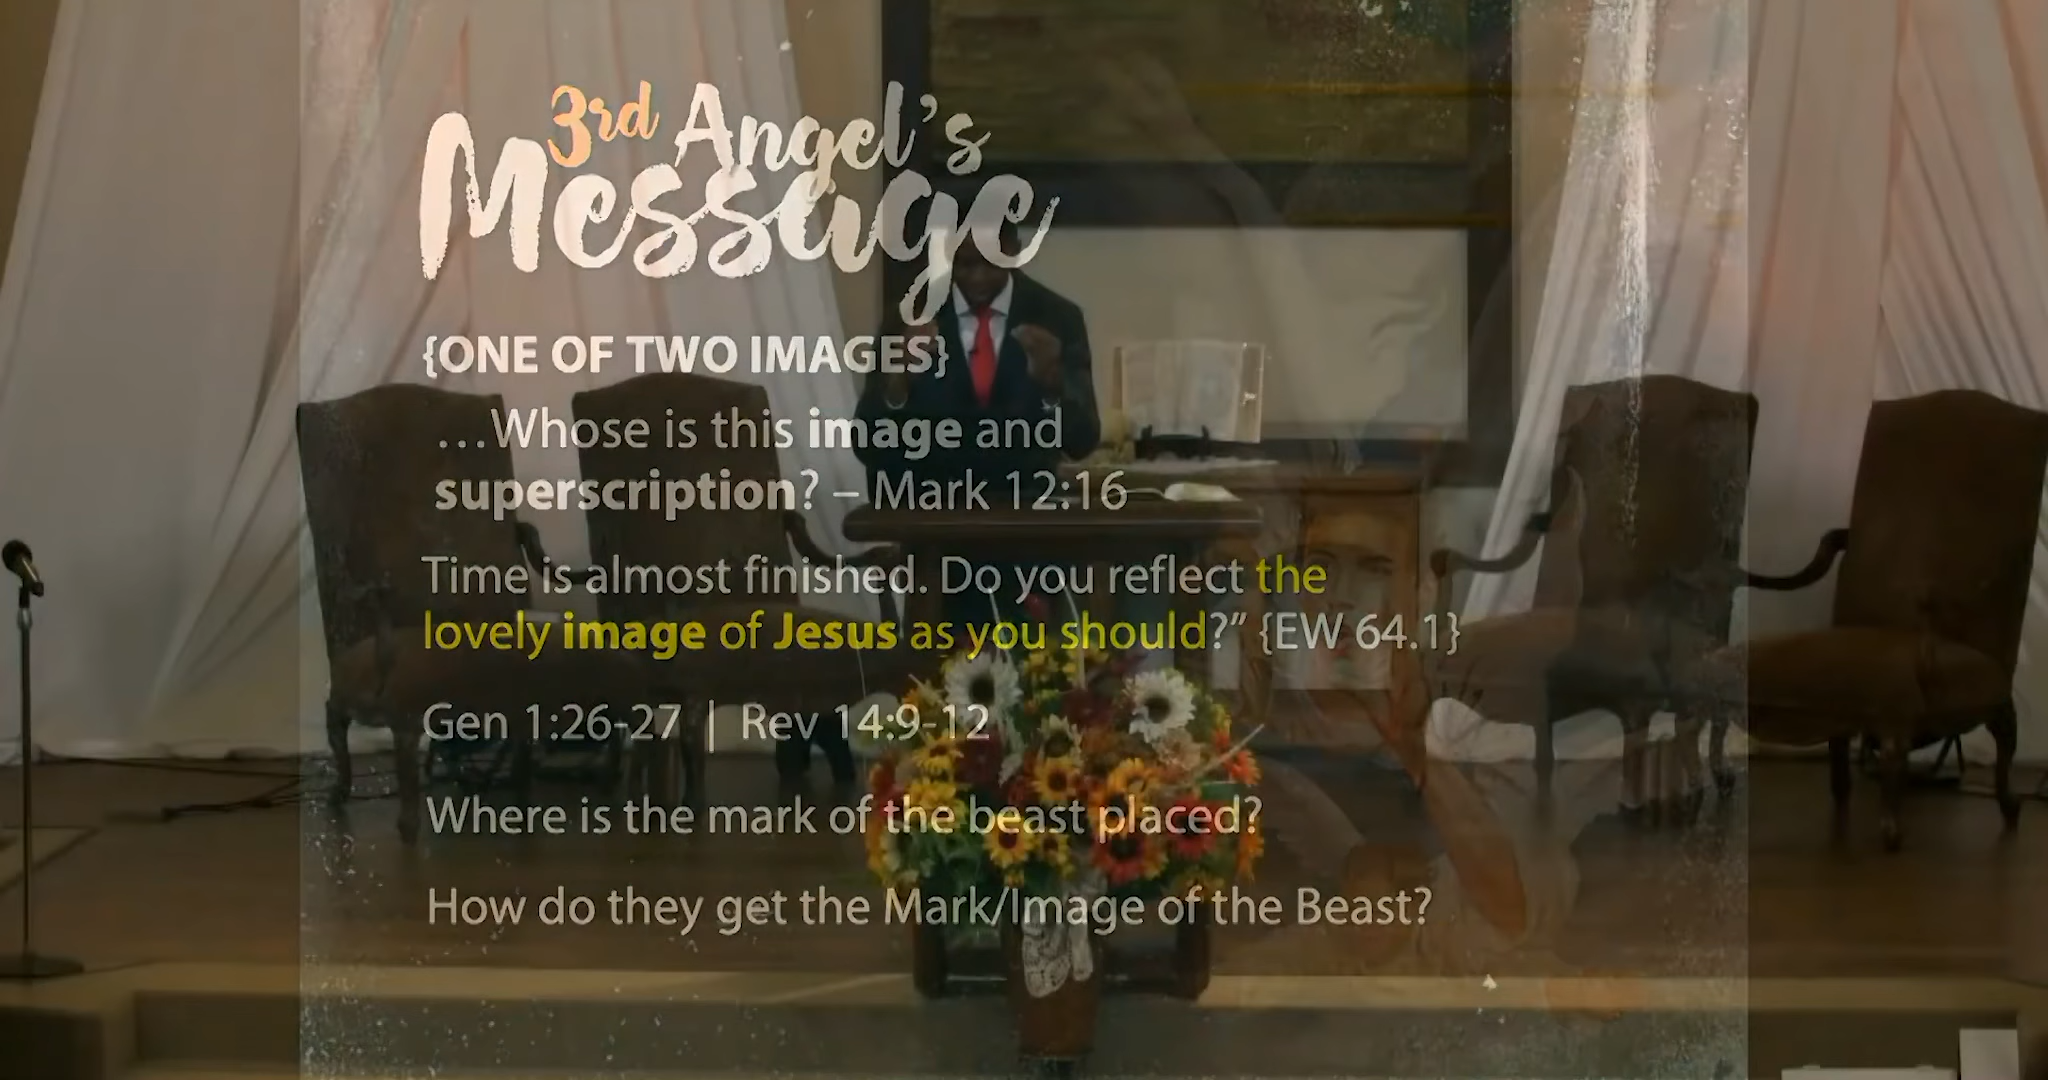 3rd Angel's
Message
{ONE OF TWO IMAGES}
…Whose is this image and
superscription? – Mark 12:16
Time is almost finished. Do you reflect the
lovely image of Jesus as you should?” {EW 64.1}
Gen 1:26-27 | Rev 14:9-12
Where is the mark of the beast placed?
How do they get the Mark/Image of the Beast?